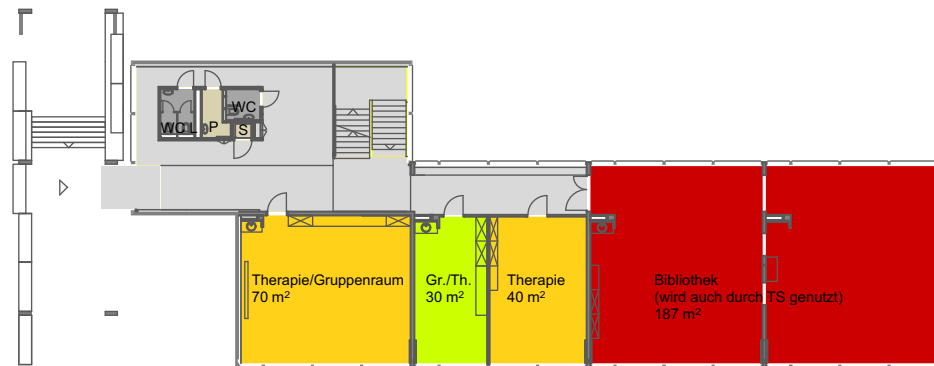 WC
WC L
P
S
Therapie/Gruppenraum
70 m²
Gr./Th.
30 m²
Therapie
40 m²
Bibliothek
(wird auch durch TS genutzt)
187 m²